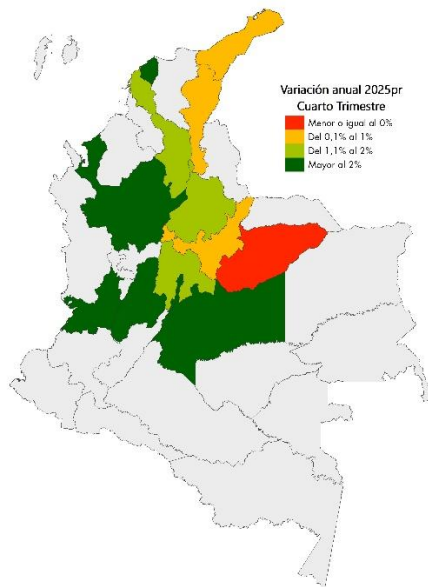 Variación anual 2025pr
Cuarto Trimestre
Menor o igual al 0%
Del 0,1% al 1%
Del 1,1% al 2%
Mayor al 2%